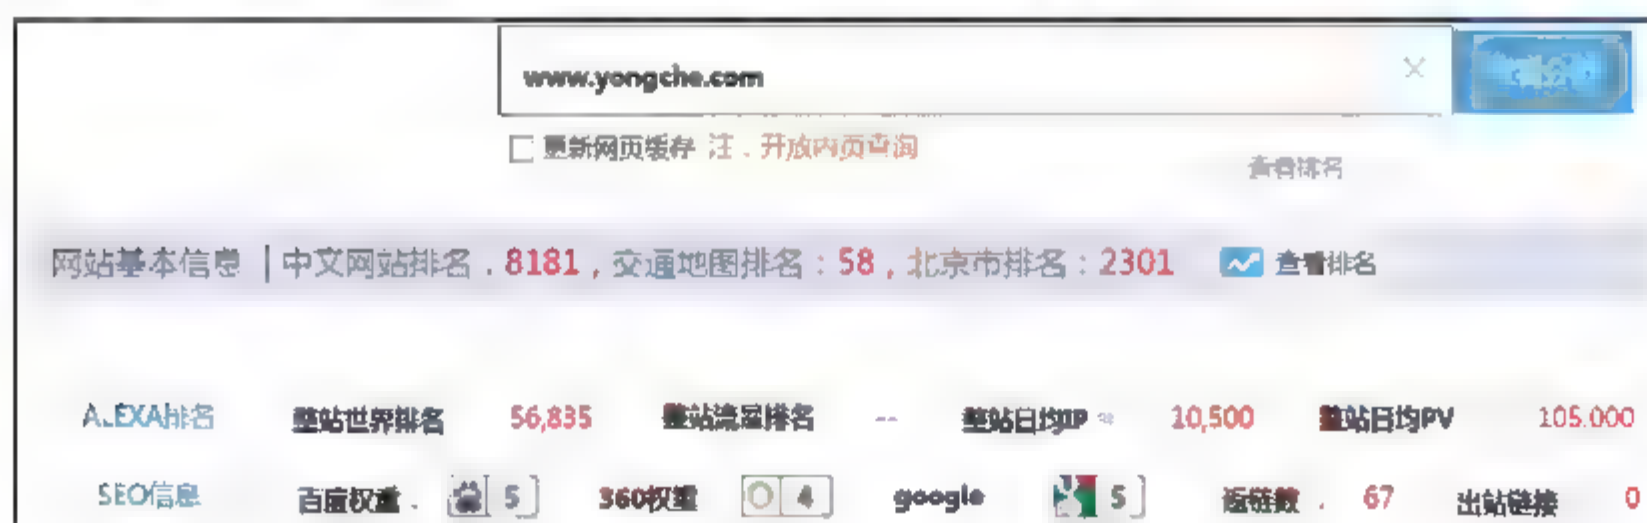 www.yongche.com ×
更新网页缓存 注.开放内页查询
查看排名
网站基本信息 | 中文网站排名.8181,交通地图排名:58,北京市排名:2301 查看排名
ALEXA排名 整站世界排名 56,835 整站流量排名 -- 整站日均IP≈ 10,500 整站日均PV 105.000
SEO信息 百度权重. 5 360权重 4 google 5 反链数. 67 出站链接 0